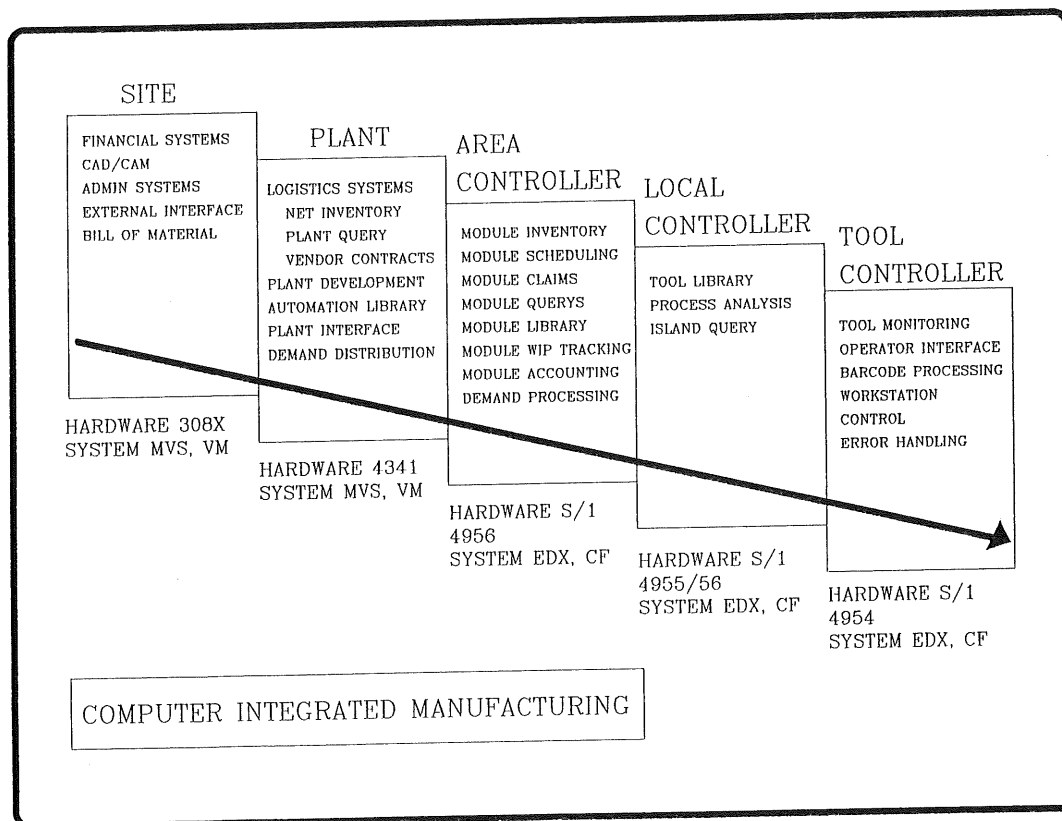 SITE
FINANCIAL SYSTEMS
CAD/CAM
ADMIN SYSTEMS
EXTERNAL INTERFACE
BILL OF MATERIAL
HARDWARE 308X
SYSTEM MVS, VM
PLANT
LOGISTICS SYSTEMS
NET INVENTORY
PLANT QUERY
VENDOR CONTRACTS
PLANT DEVELOPMENT
AUTOMATION LIBRARY
PLANT INTERFACE
DEMAND DISTRIBUTION
HARDWARE 4341
SYSTEM MVS, VM
AREA
CONTROLLER
MODULE INVENTORY
MODULE SCHEDULING
MODULE CLAIMS
MODULE QUERYS
MODULE LIBRARY
MODULE WIP TRACKING
MODULE ACCOUNTING
DEMAND PROCESSING
HARDWARE S/1
4956
SYSTEM EDX, CF
LOCAL
CONTROLLER
TOOL LIBRARY
PROCESS ANALYSIS
ISLAND QUERY
HARDWARE S/1
4955/56
SYSTEM EDX, CF
TOOL
CONTROLLER
TOOL MONITORING
OPERATOR INTERFACE
BARCODE PROCESSING
WORKSTATION
CONTROL
ERROR HANDLING
HARDWARE S/1
4954
SYSTEM EDX, CF
COMPUTER INTEGRATED MANUFACTURING